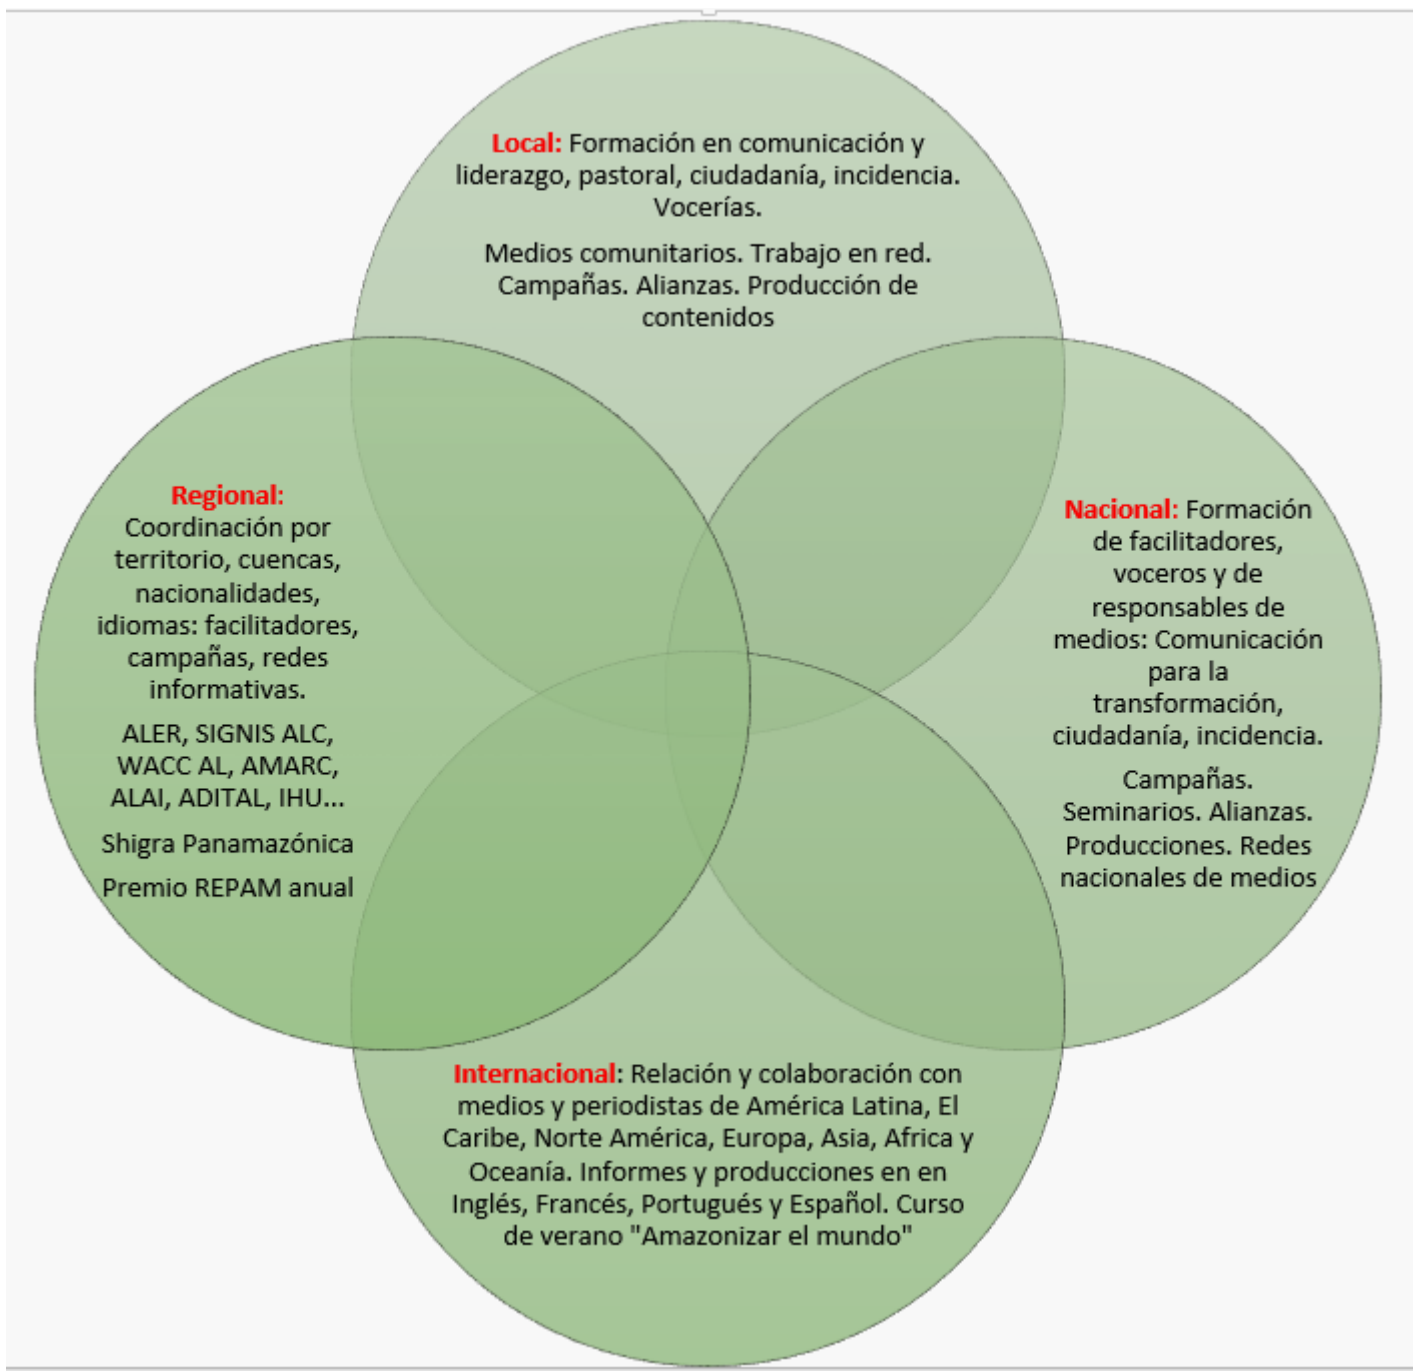 Local: Formación en comunicación y
liderazgo, pastoral, ciudadanía, incidencia.
Vocerías.
Medios comunitarios. Trabajo en red.
Campañas. Alianzas. Producción de
contenidos
Regional:
Coordinación por
territorio, cuencas,
nacionalidades,
idiomas: facilitadores,
campañas, redes
informativas.
ALER, SIGNIS ALC,
WACC AL, AMARC,
ALAI, ADITAL, IHU...
Shigra Panamazónica
Premio REPAM anual
Nacional: Formación
de facilitadores,
voceros y de
responsables de
medios: Comunicación
para la
transformación,
ciudadanía, incidencia.
Campañas.
Seminarios. Alianzas.
Producciones. Redes
nacionales de medios
Internacional: Relación y colaboración con
medios y periodistas de América Latina, El
Caribe, Norte América, Europa, Asia, Africa y
Oceanía. Informes y producciones en en
Inglés, Francés, Portugués y Español. Curso
de verano "Amazonizar el mundo"